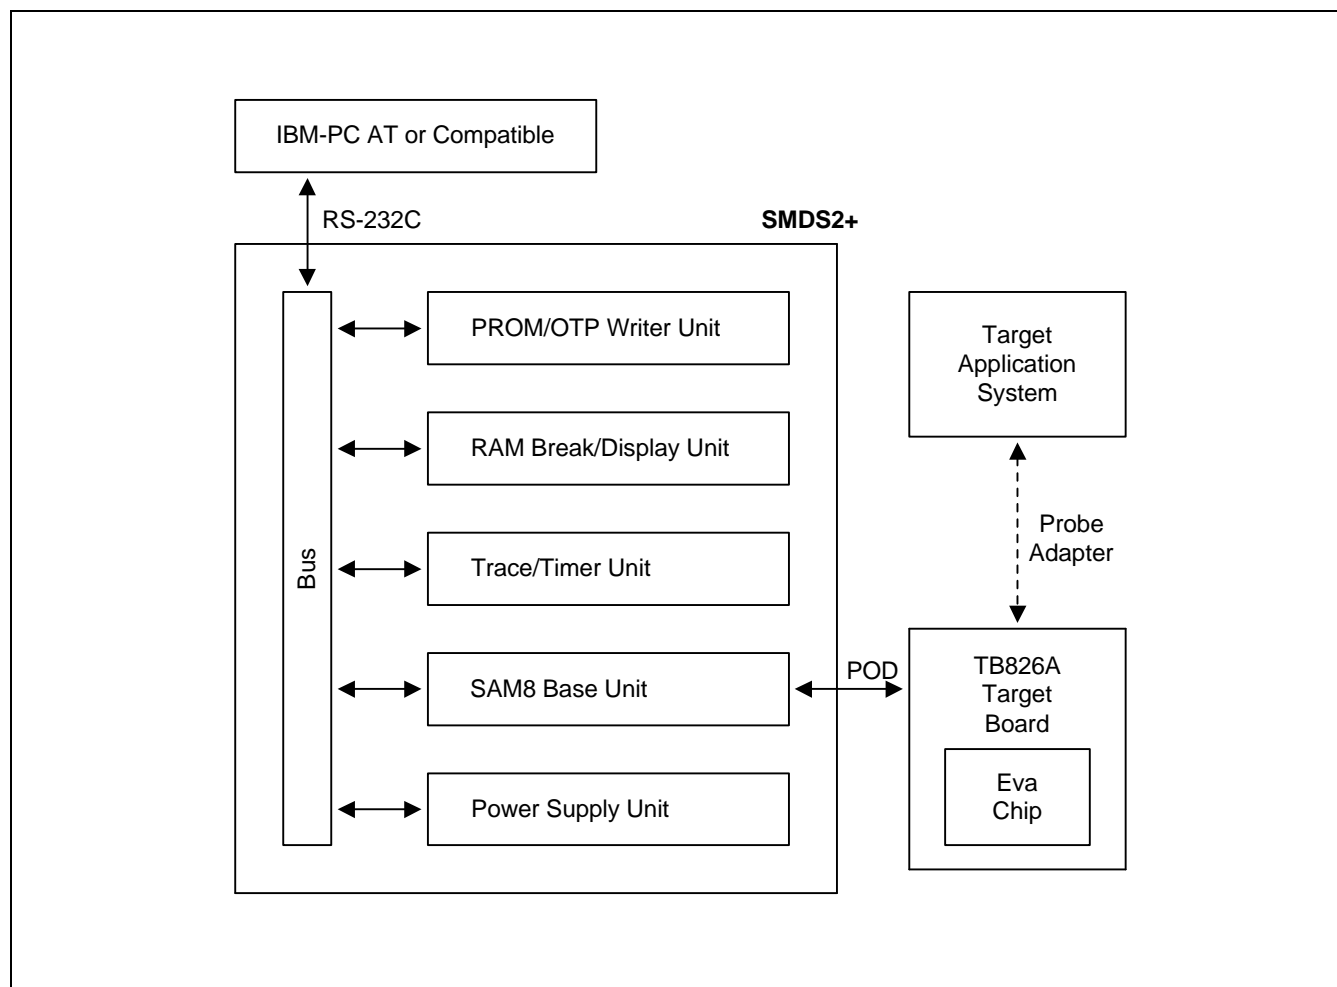 IBM-PC AT or Compatible
RS-232C
SMDS2+
Bus
PROM/OTP Writer Unit
RAM Break/Display Unit
Trace/Timer Unit
SAM8 Base Unit
Power Supply Unit
POD
Target
Application
System
Probe
Adapter
TB826A
Target
Board
Eva
Chip